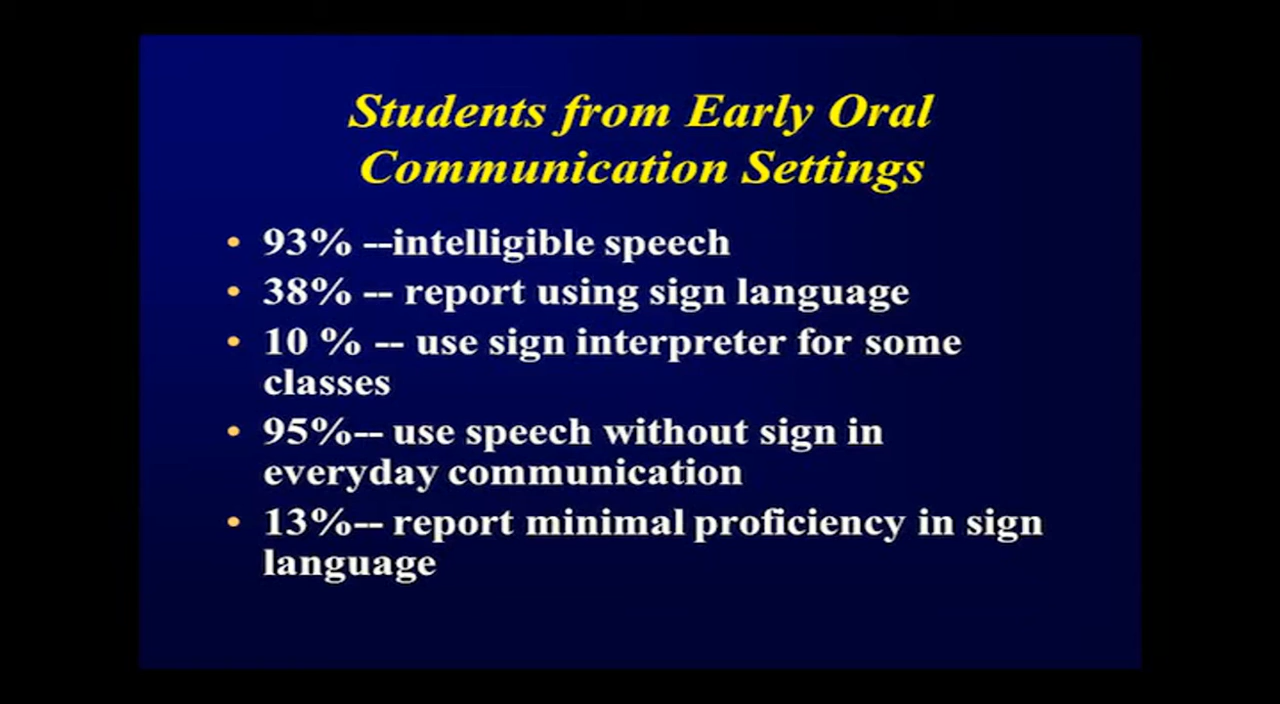 Students from Early Oral
Communication Settings
• 93% --intelligible speech
• 38% -- report using sign language
• 10 % -- use sign interpreter for some
classes
• 95%-- use speech without sign in
everyday communication
• 13%-- report minimal proficiency in sign
language